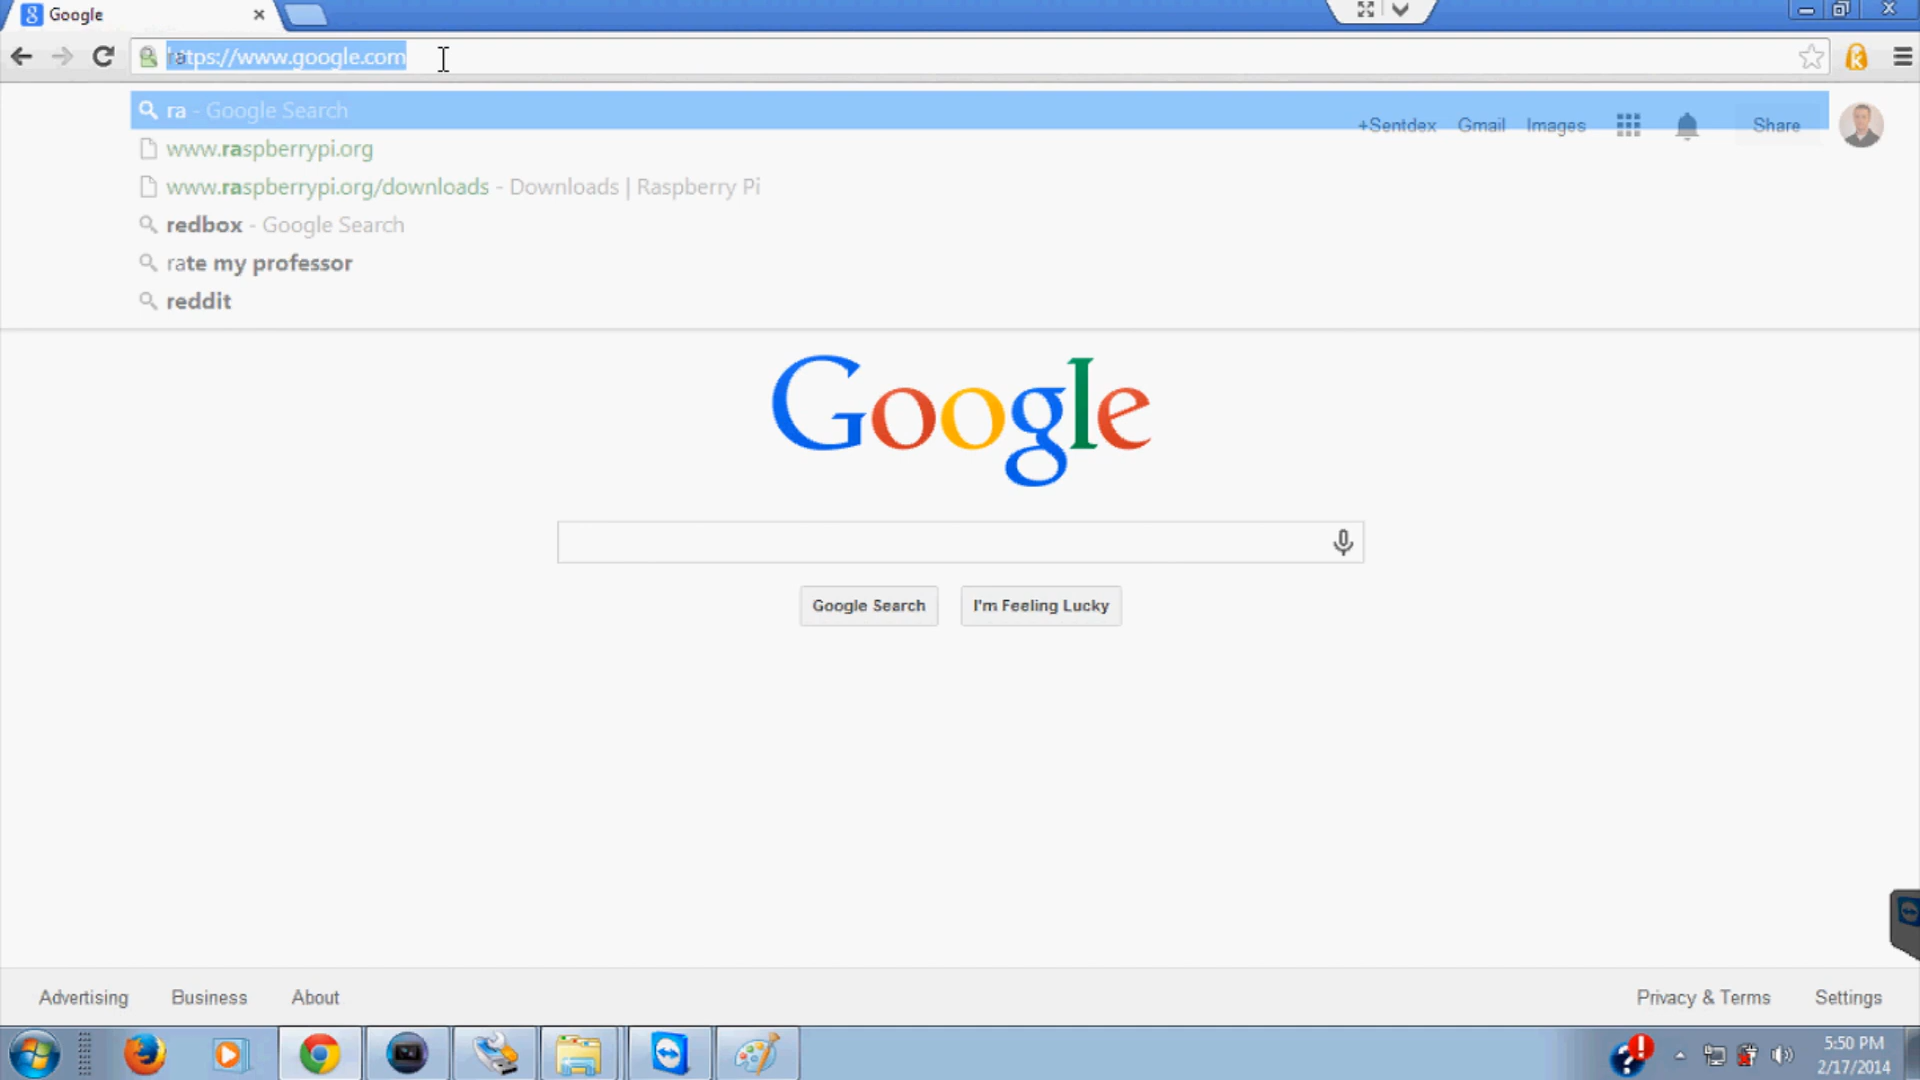 Google
https://www.google.com
ra - Google Search
+Sentdex Gmail Images Share
www.raspberrypi.org
www.raspberrypi.org/downloads - Downloads | Raspberry Pi
redbox - Google Search
rate my professor
reddit
Google
Google Search I'm Feeling Lucky
Advertising Business About Privacy & Terms Settings
5:50 PM
2/17/2014